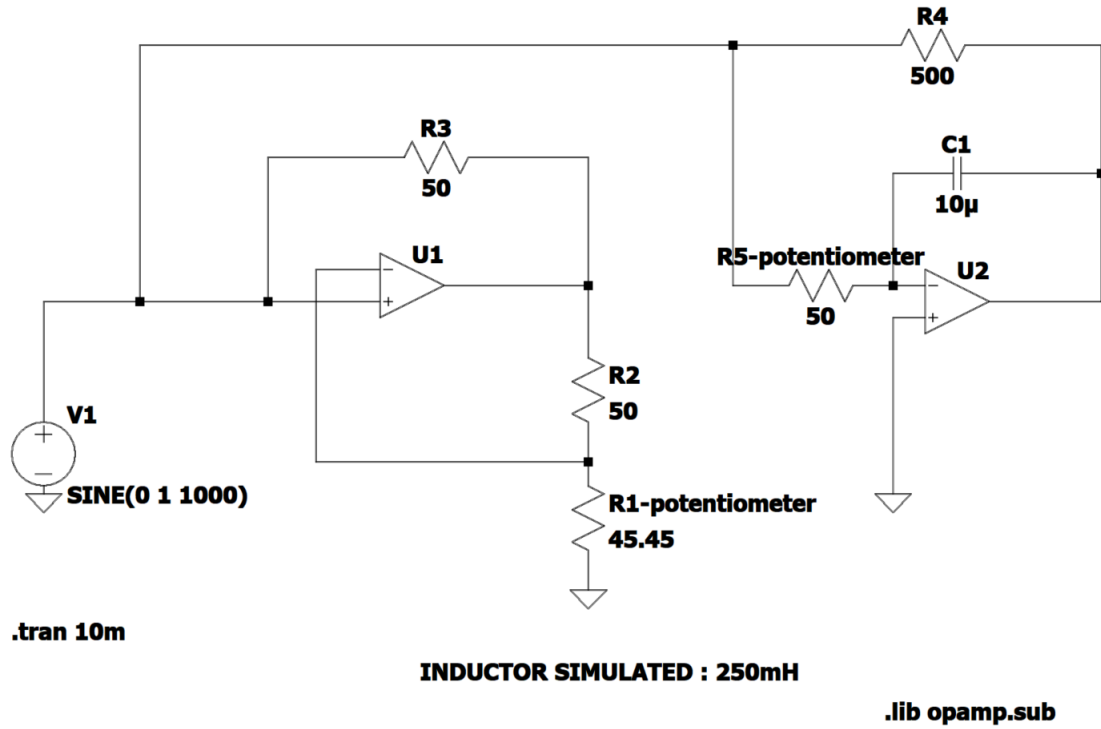 R4
500
R3
50
C1
10µ
U1
R5-potentiometer
50
U2
R2
50
V1
SINE(0 1 1000)
R1-potentiometer
45.45
.tran 10m
INDUCTOR SIMULATED : 250mH
.lib opamp.sub